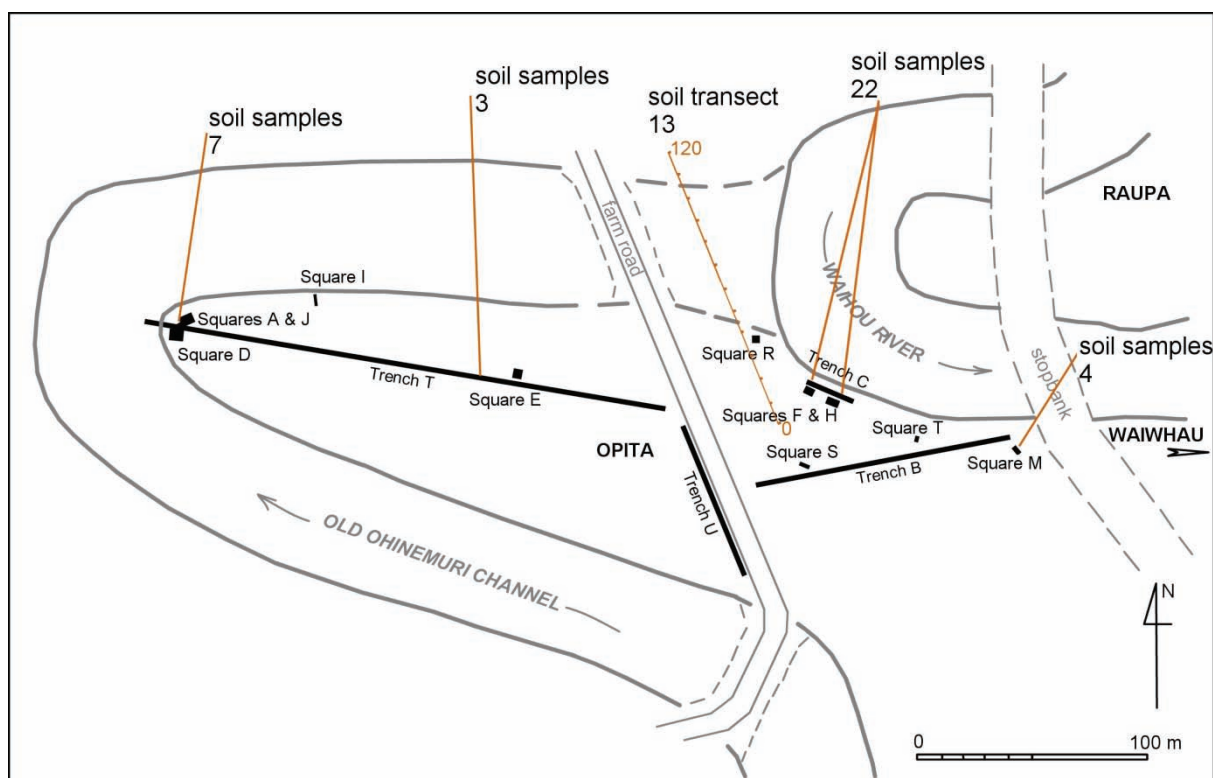 soil samples
7
soil samples
3
soil transect
13
120
soil samples
22
RAUPA
farm road
Square I
Squares A & J
Square D
Trench T
Square E
Square R
WAIHOU RIVER
Trench C
Squares F & H
0
stopbank
soil samples
4
Square T
WAIWHAU
OPITA
Square S
Trench B
Square M
Trench U
OLD OHINEMURI CHANNEL
N
0
100 m